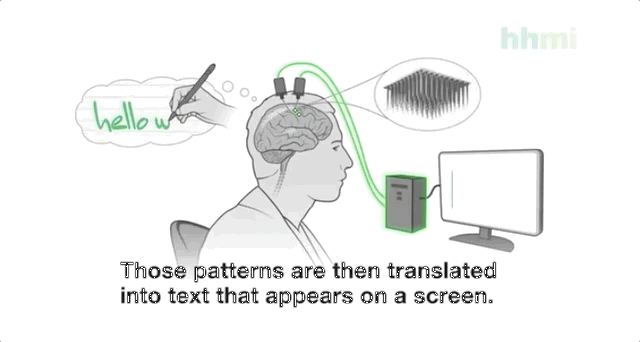 hhmi
hello w
Those patterns are then translated
into text that appears on a screen.